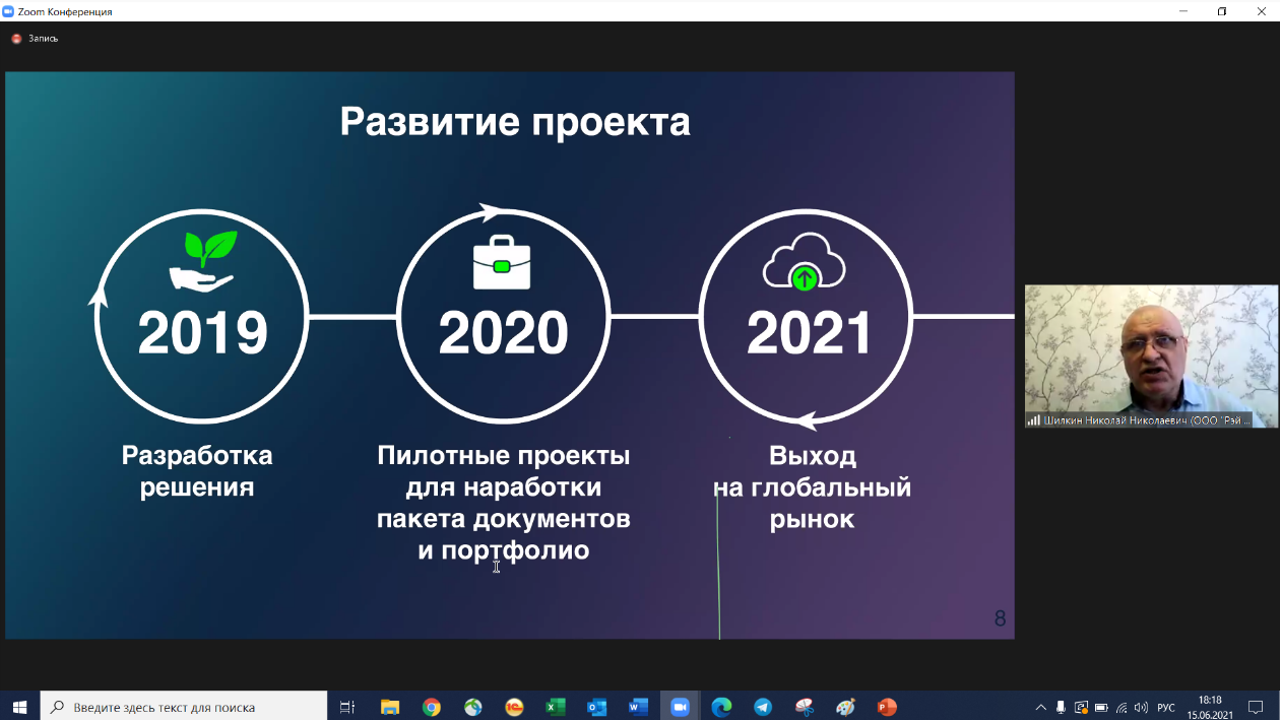 Zoom Конференция
Запись
Развитие проекта
2019
2020
2021
Разработка
решения
Пилотные проекты
для наработки
пакета документов
и портфолио
Выход
на глобальный
рынок
8
Шилкин Николай Николаевич (ООО "Рэй ...
Введите здесь текст для поиска
РУС
18:18
15.06.2021